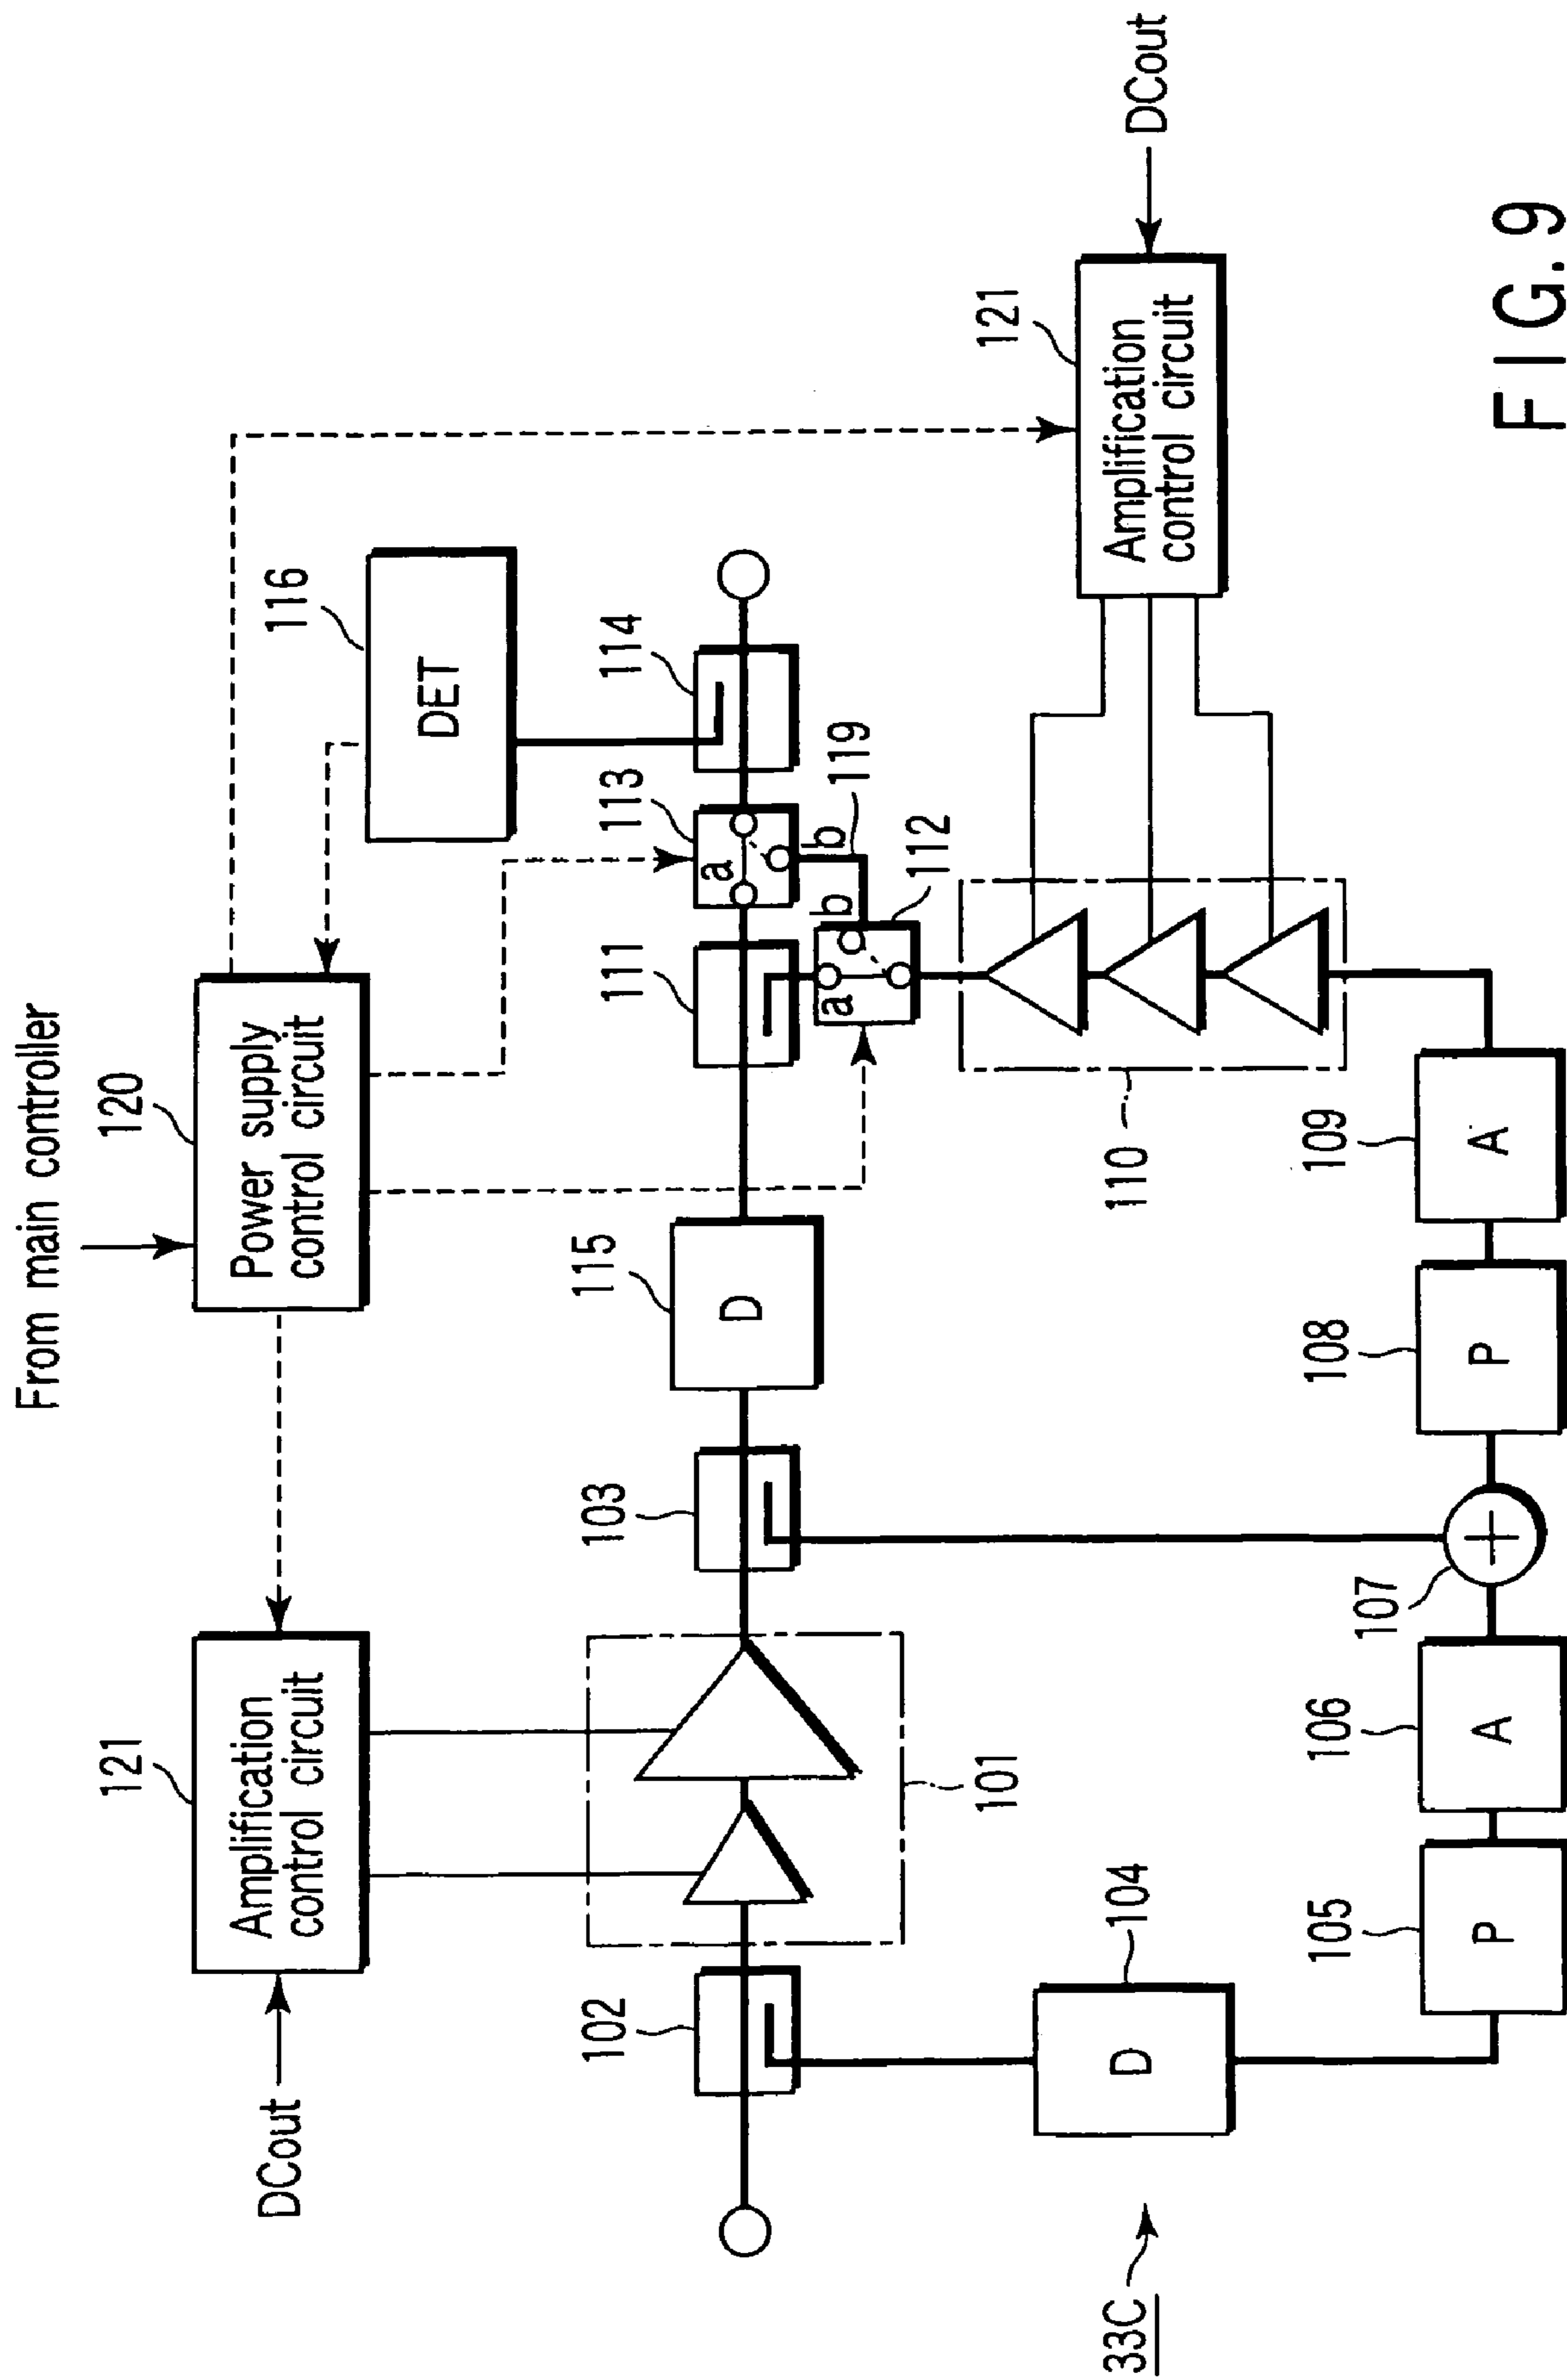 From main controller
120
Power supply
control circuit
121
Amplification
control circuit
DCout
116
DET
101
102
103
115
D
111
113
a
b
114
119
a
b
112
104
D
110
121
Amplification
control circuit
DCout
105
P
106
A
107
108
P
109
A
33C
FIG. 9